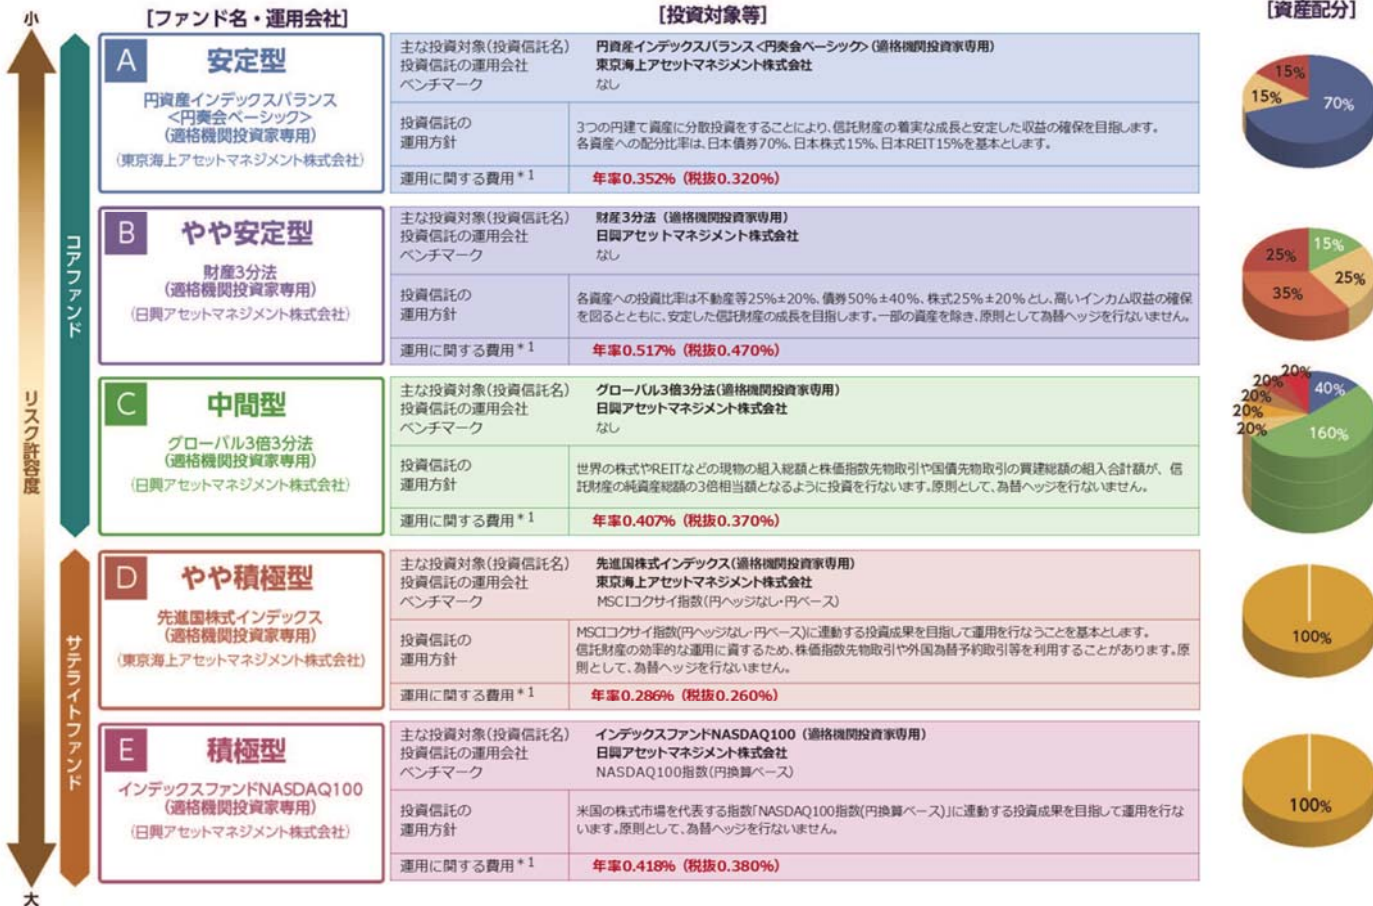 小
[ファンド名・運用会社]
[投資対象等]
[資産配分]
リスク許容度
コアファンド
A 安定型
円資産インデックスバランス
<円奏会ベーシック>
(適格機関投資家専用)
(東京海上アセットマネジメント株式会社)
主な投資対象(投資信託名) 円資産インデックスバランス<円奏会ベーシック>(適格機関投資家専用)
投資信託の運用会社 東京海上アセットマネジメント株式会社
ベンチマーク なし
投資信託の
運用方針
3つの円建て資産に分散投資をすることにより、信託財産の着実な成長と安定した収益の確保を目指します。
各資産への配分比率は、日本債券70%、日本株式15%、日本REIT15%を基本とします。
運用に関する費用*1 年率0.352% (税抜0.320%)
15%
15%
70%
B やや安定型
財産3分法
(適格機関投資家専用)
(日興アセットマネジメント株式会社)
主な投資対象(投資信託名) 財産3分法 (適格機関投資家専用)
投資信託の運用会社 日興アセットマネジメント株式会社
ベンチマーク なし
投資信託の
運用方針
各資産への投資比率は不動産等25%±20%、債券50%±40%、株式25%±20%とし、高いインカム収益の確保
を図るとともに、安定した信託財産の成長を目指します。一部の資産を除き、原則として為替ヘッジを行ないません。
運用に関する費用*1 年率0.517% (税抜0.470%)
15%
25%
25%
35%
C 中間型
グローバル3倍3分法
(適格機関投資家専用)
(日興アセットマネジメント株式会社)
主な投資対象(投資信託名) グローバル3倍3分法(適格機関投資家専用)
投資信託の運用会社 日興アセットマネジメント株式会社
ベンチマーク なし
投資信託の
運用方針
世界の株式やREITなどの現物の組入総額と株価指数先物取引や国債先物取引の買建総額の組入合計額が、信
託財産の純資産総額の3倍相当額となるように投資を行ないます。原則として、為替ヘッジを行ないません。
運用に関する費用*1 年率0.407% (税抜0.370%)
20%
20%
20%
20%
20%
40%
160%
サテライトファンド
D やや積極型
先進国株式インデックス
(適格機関投資家専用)
(東京海上アセットマネジメント株式会社)
主な投資対象(投資信託名) 先進国株式インデックス(適格機関投資家専用)
投資信託の運用会社 東京海上アセットマネジメント株式会社
ベンチマーク MSCIコクサイ指数(円ヘッジなし・円ベース)
投資信託の
運用方針
MSCIコクサイ指数(円ヘッジなし・円ベース)に連動する投資成果を目指して運用を行なうことを基本とします。
信託財産の効率的な運用に資するため、株価指数先物取引や外国為替予約取引等を利用することがあります。原
則として、為替ヘッジを行ないません。
運用に関する費用*1 年率0.286% (税抜0.260%)
100%
E 積極型
インデックスファンドNASDAQ100
(適格機関投資家専用)
(日興アセットマネジメント株式会社)
主な投資対象(投資信託名) インデックスファンドNASDAQ100 (適格機関投資家専用)
投資信託の運用会社 日興アセットマネジメント株式会社
ベンチマーク NASDAQ100指数(円換算ベース)
投資信託の
運用方針
米国の株式市場を代表する指数「NASDAQ100指数(円換算ベース)」に連動する投資成果を目指して運用を行な
います。原則として、為替ヘッジを行ないません。
運用に関する費用*1 年率0.418% (税抜0.380%)
100%
大